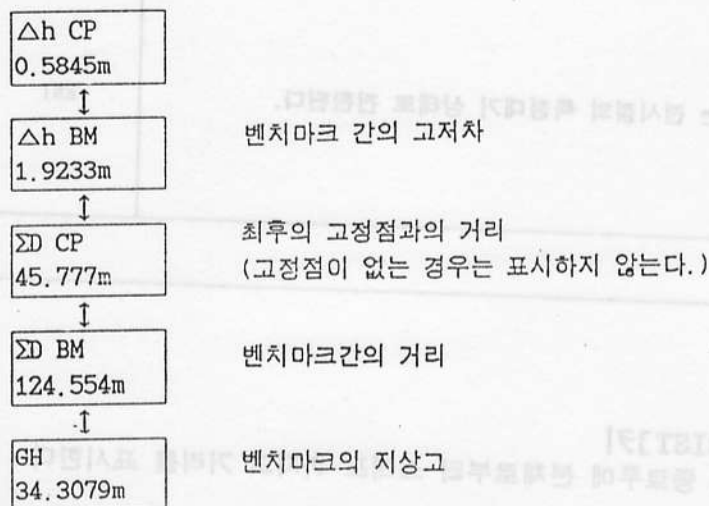 △h CP
0.5845m
△h BM
1.9233m
벤치마크 간의 고저차
ΣD CP
45.777m
최후의 고정점과의 거리
(고정점이 없는 경우는 표시하지 않는다.)
ΣD BM
124.554m
벤치마크간의 거리
GH
34.3079m
벤치마크의 지상고